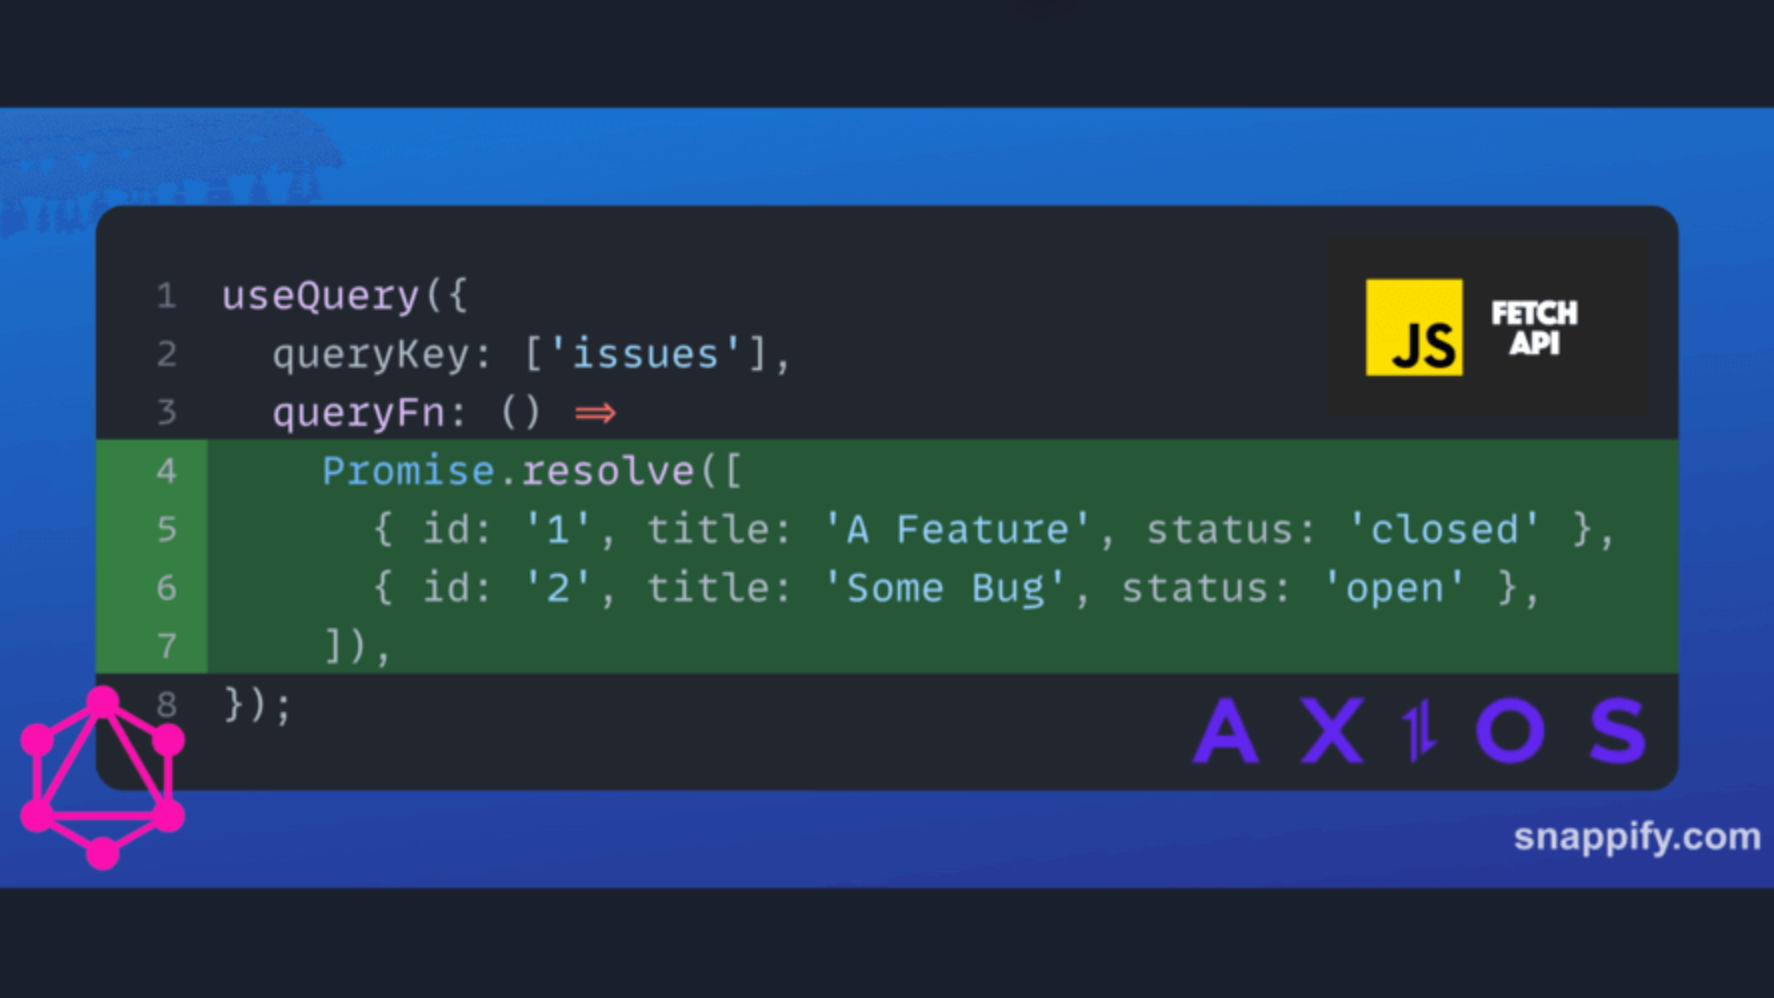 1 useQuery({
2 queryKey: ['issues'],
3 queryFn: () =>
4 Promise.resolve([
5 { id: '1', title: 'A Feature', status: 'closed' },
6 { id: '2', title: 'Some Bug', status: 'open' },
7 ]),
8 });
JS
FETCH
API
AXIOS
snappify.com